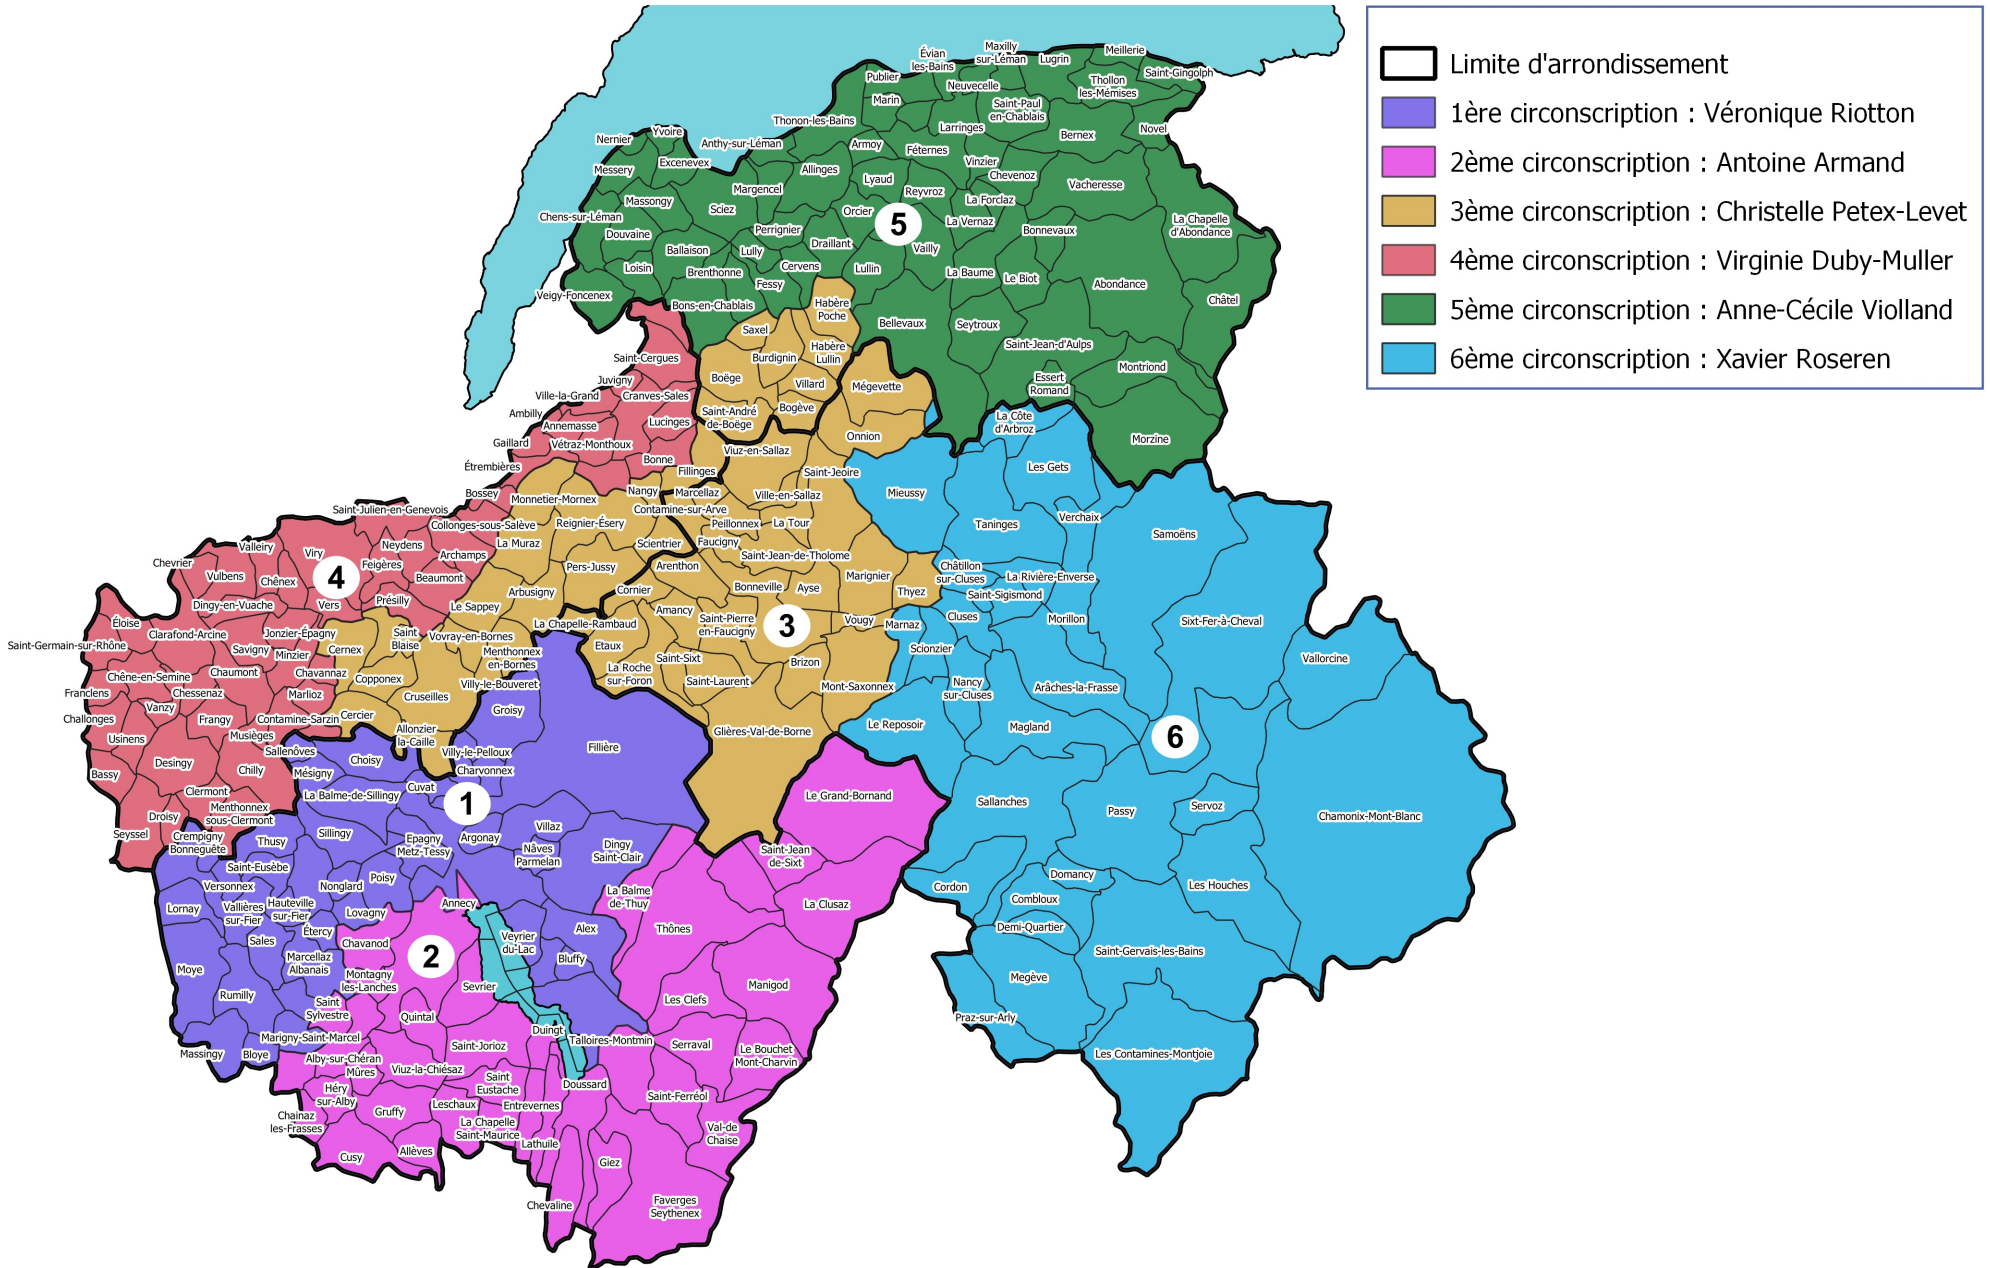 Limite d'arrondissement
1ère circonscription : Véronique Riotton
2ème circonscription : Antoine Armand
3ème circonscription : Christelle Petex-Levet
4ème circonscription : Virginie Duby-Muller
5ème circonscription : Anne-Cécile Violland
6ème circonscription : Xavier Roseren
Évian
les-Bains
Maxilly
sur-Léman
Lugrin
Meillerie
Saint-Gingolph
Publier
Neuvecelle
Thollon
les-Mémises
Marin
Saint-Paul
en-Chablais
Thonon-les-Bains
Larringes
Bernex
Novel
Nernier
Yvoire
Anthy-sur-Léman
Armoy
Féternes
Messery
Excenevex
Allinges
Vinzier
Chevenoz
Lyaud
Margencel
Reyvroz
Vacheresse
Massongy
Sciez
La Forclaz
Chens-sur-Léman
Orcier
5
La Vernaz
La Chapelle
d'Abondance
Douvaine
Perrignier
Bonnevaux
Ballaison
Lully
Draillant
Vailly
Loisin
Brenthonne
Cervens
Lullin
La Baume
Le Biot
Fessy
Abondance
Veigy-Foncenex
Bons-en-Chablais
Habère
Poche
Châtel
Saxel
Bellevaux
Seytroux
Saint-Jean-d'Aulps
Saint-Cergues
Burdignin
Habère
Lullin
Montriond
Juvigny
Boëge
Villard
Mégevette
Essert
Romand
Ville-la-Grand
Cranves-Sales
Ambilly
Saint-André
de-Boëge
Bogève
La Côte
d'Arbroz
Annemasse
Lucinges
Gaillard
Vétraz-Monthoux
Onnion
Morzine
Viuz-en-Sallaz
Étrembières
Bonne
Fillinges
Saint-Jeoire
Les Gets
Bossey
Monnetier-Mornex
Nangy
Marcellaz
Ville-en-Sallaz
Mieussy
Saint-Julien-en-Genevois
Contamine-sur-Arve
Collonges-sous-Salève
Reignier-Ésery
Peillonnex
La Tour
Taninges
Verchaix
Samoëns
Valleiry
Viry
Neydens
La Muraz
Scientrier
Faucigny
Saint-Jean-de-Tholome
Chevrier
Archamps
Vulbens
Chênex
4
Feigères
Beaumont
Pers-Jussy
Arenthon
Marignier
Châtillon
sur-Cluses
La Rivière-Enverse
Arbusigny
Cornier
Bonneville
Ayse
Thyez
Saint-Sigismond
Dingy-en-Vuache
Vers
Présilly
Le Sappey
Amancy
Saint-Pierre
en-Faucigny
3
Vougy
Marnaz
Cluses
Morillon
Sixt-Fer-à-Cheval
Éloise
Clarafond-Arcine
Jonzier-Épagny
Saint
Blaise
Vovray-en-Bornes
La Chapelle-Rambaud
Saint-Germain-sur-Rhône
Savigny
Minzier
Cernex
Menthonnex
en-Bornes
Etaux
Saint-Sixt
Brizon
Scionzier
Vallorcine
Chêne-en-Semine
Chaumont
Chavannaz
Copponex
Villy-le-Bouveret
La Roche
sur-Foron
Saint-Laurent
Mont-Saxonnex
Nancy
sur-Cluses
Arâches-la-Frasse
Franclens
Chessenaz
Marlioz
Cruseilles
Vanzy
Groisy
Challonges
Frangy
Contamine-Sarzin
Cercier
Allonzier
la-Caille
Glières-Val-de-Borne
Le Reposoir
Magland
6
Usinens
Musièges
Sallenôves
Choisy
Villy-le-Pelloux
Fillière
Desingy
Chilly
Mésigny
Charvonnex
Bassy
Clermont
La Balme-de-Sillingy
Cuvat
1
Le Grand-Bornand
Sallanches
Passy
Servoz
Chamonix-Mont-Blanc
Droisy
Menthonnex
sous-Clermont
Seyssel
Crempigny
Bonneguête
Thusy
Sillingy
Epagny
Metz-Tessy
Argonay
Villaz
Nâves
Parmelan
Dingy
Saint-Clair
Saint-Jean
de-Sixt
Saint-Eusèbe
Versonnex
Nonglard
Poisy
Cordon
Domancy
Les Houches
Lornay
Vallières
sur-Fier
Hauteville
sur-Fier
Lovagny
Annecy
La Balme
de-Thuy
La Clusaz
Combloux
Étercy
Sales
Chavanod
2
Veyrier
du-Lac
Alex
Thônes
Demi-Quartier
Saint-Gervais-les-Bains
Moye
Marcellaz
Albanais
Bluffy
Montagny
les-Lanches
Sevrier
Manigod
Megève
Rumilly
Saint
Sylvestre
Quintal
Les Clefs
Praz-sur-Arly
Marigny-Saint-Marcel
Duingt
Talloires-Montmin
Massingy
Bloye
Alby-sur-Chéran
Mûres
Saint-Jorioz
Serraval
Le Bouchet
Mont-Charvin
Les Contamines-Montjoie
Viuz-la-Chiésaz
Saint
Eustache
Doussard
Héry
sur-Alby
Gruffy
Leschaux
Entrevernes
Saint-Ferréol
Chainaz
les-Frasses
La Chapelle
Saint-Maurice
Lathuile
Val-de
Chaise
Cusy
Allèves
Giez
Chevaline
Faverges
Seythenex